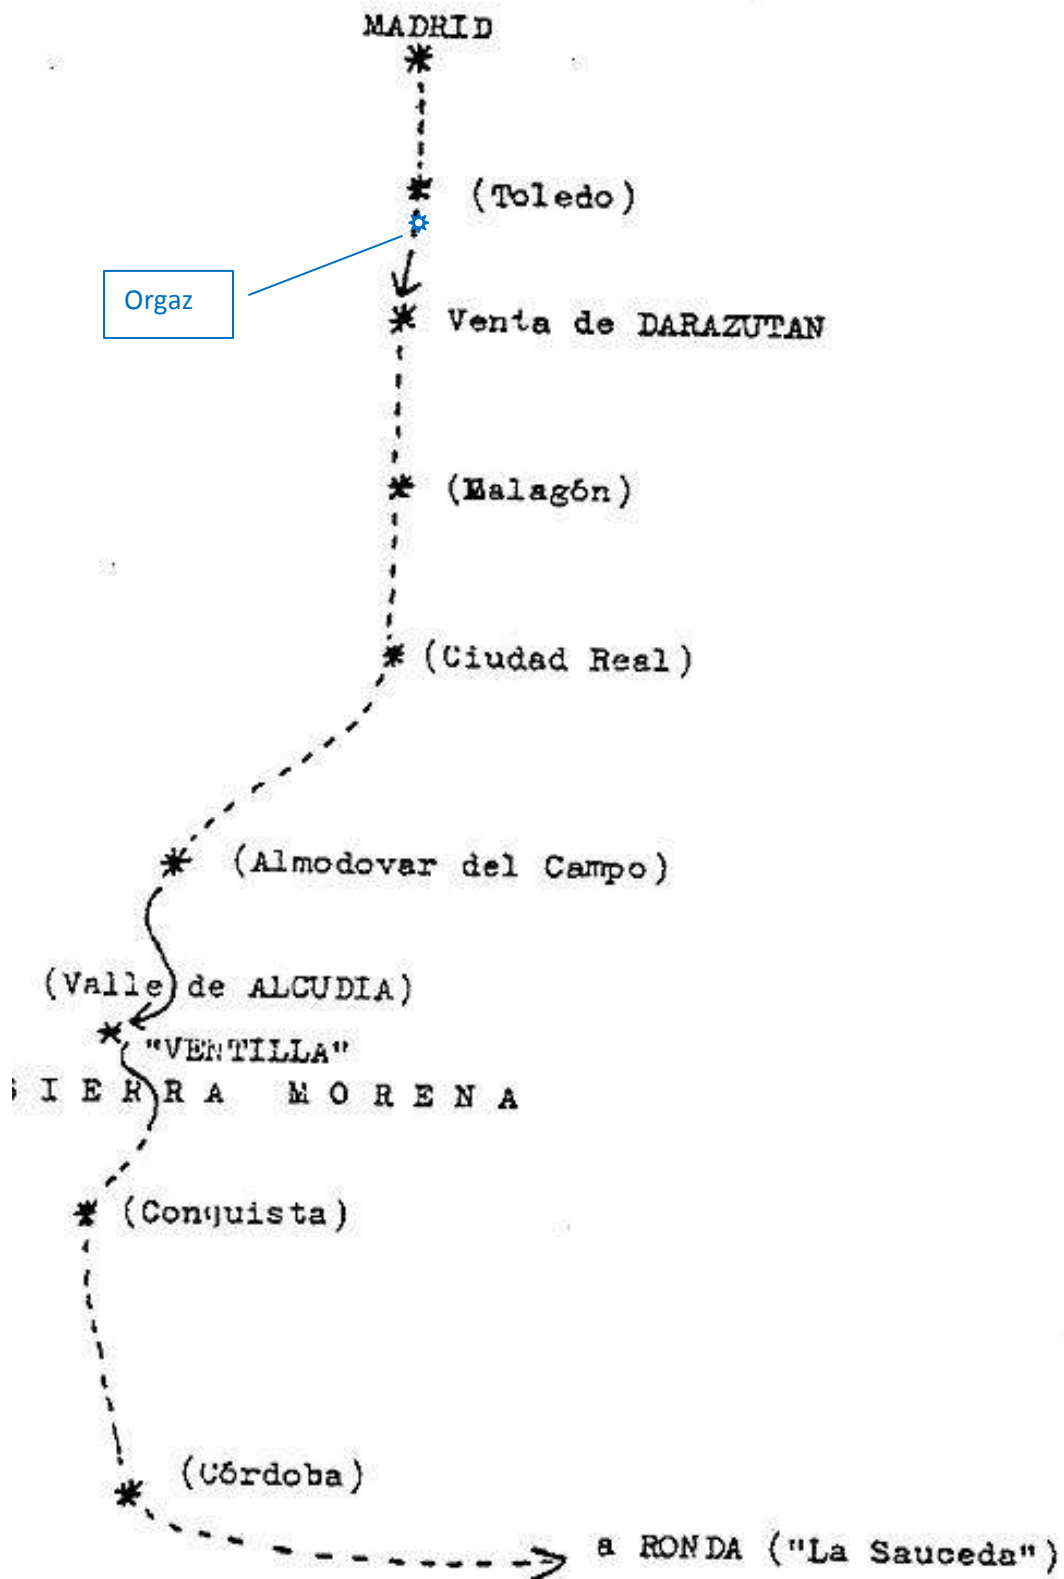 MADRID
(Toledo)
Orgaz
Venta de DARAZUTAN
(Malagón)
(Ciudad Real)
(Almodovar del Campo)
(Valle de ALCUDIA)
"VENTILLA"
SIERRA MORENA
(Conquista)
(Córdoba)
a RONDA ("La Sauceda")